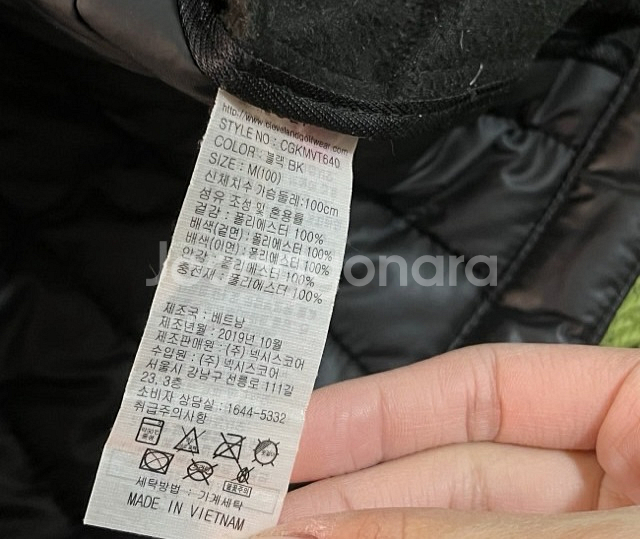 http://www.clevelandgolfwear.com
STYLE NO : CGKMVT640
COLOR : 블랙 BK
SIZE : M(100)
신체치수 가슴둘레:100cm
섬유 조성 및 혼용률
겉감 : 폴리에스터 100%
배색(겉면) : 폴리에스터 100%
배색(이면) : 폴리에스터 100%
안감 : 폴리에스터 100%
충전재 : 폴리에스터 100%
제조국 : 베트남
제조년월 : 2019년 10월
제조판매원 : (주) 넥시스코어
수입원 : (주) 넥시스코어
서울시 강남구 선릉로 111길
23, 3층
소비자 상담실 : 1644-5332
취급주의사항
세탁방법 : 기계세탁
MADE IN VIETNAM